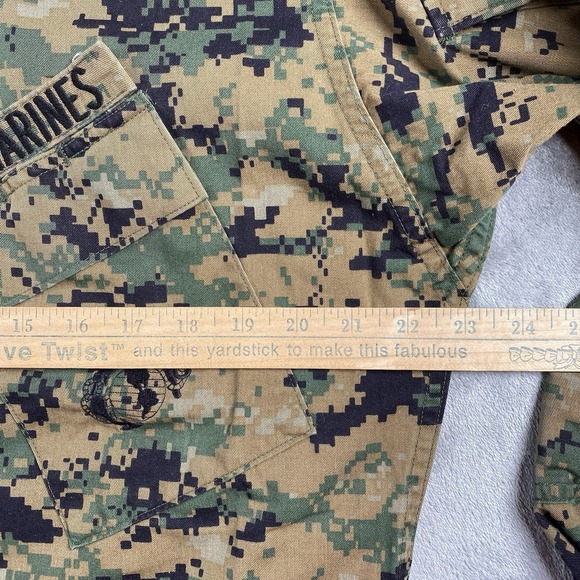 MARINES
15 16 17 18 19 20 21 22 23 24
ve Twist™ and this yardstick to make this fabulous